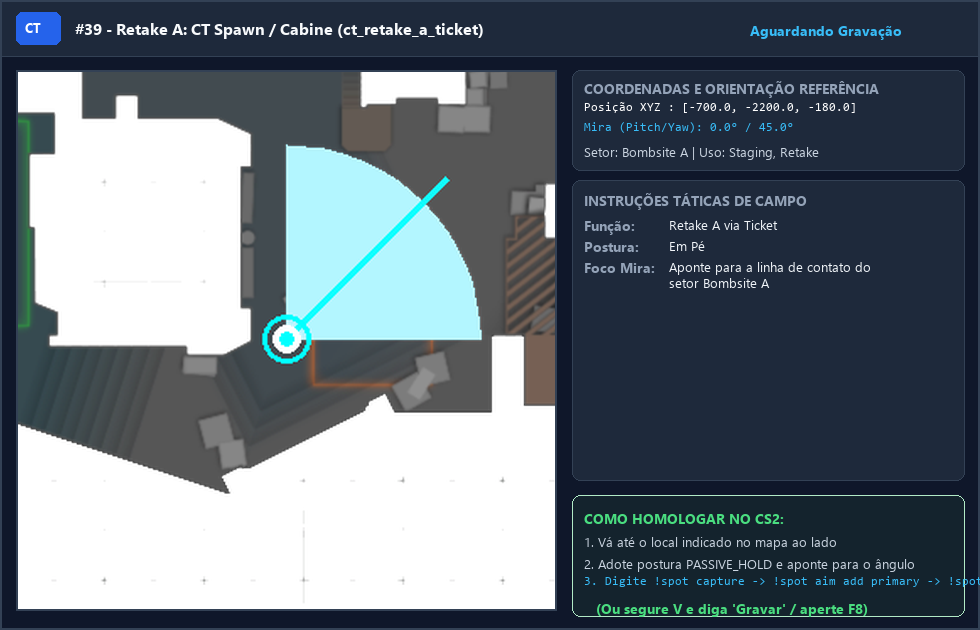 CT
#39 - Retake A: CT Spawn / Cabine (ct_retake_a_ticket)
Aguardando Gravação
COORDENADAS E ORIENTAÇÃO REFERÊNCIA
Posição XYZ : [-700.0, -2200.0, -180.0]
Mira (Pitch/Yaw): 0.0° / 45.0°
Setor: Bombsite A | Uso: Staging, Retake
INSTRUÇÕES TÁTICAS DE CAMPO
Função: Retake A via Ticket
Postura: Em Pé
Foco Mira: Aponte para a linha de contato do
setor Bombsite A
COMO HOMOLOGAR NO CS2:
1. Vá até o local indicado no mapa ao lado
2. Adote postura PASSIVE_HOLD e aponte para o ângulo
3. Digite !spot capture -> !spot aim add primary -> !spot
(Ou segure V e diga 'Gravar' / aperte F8)